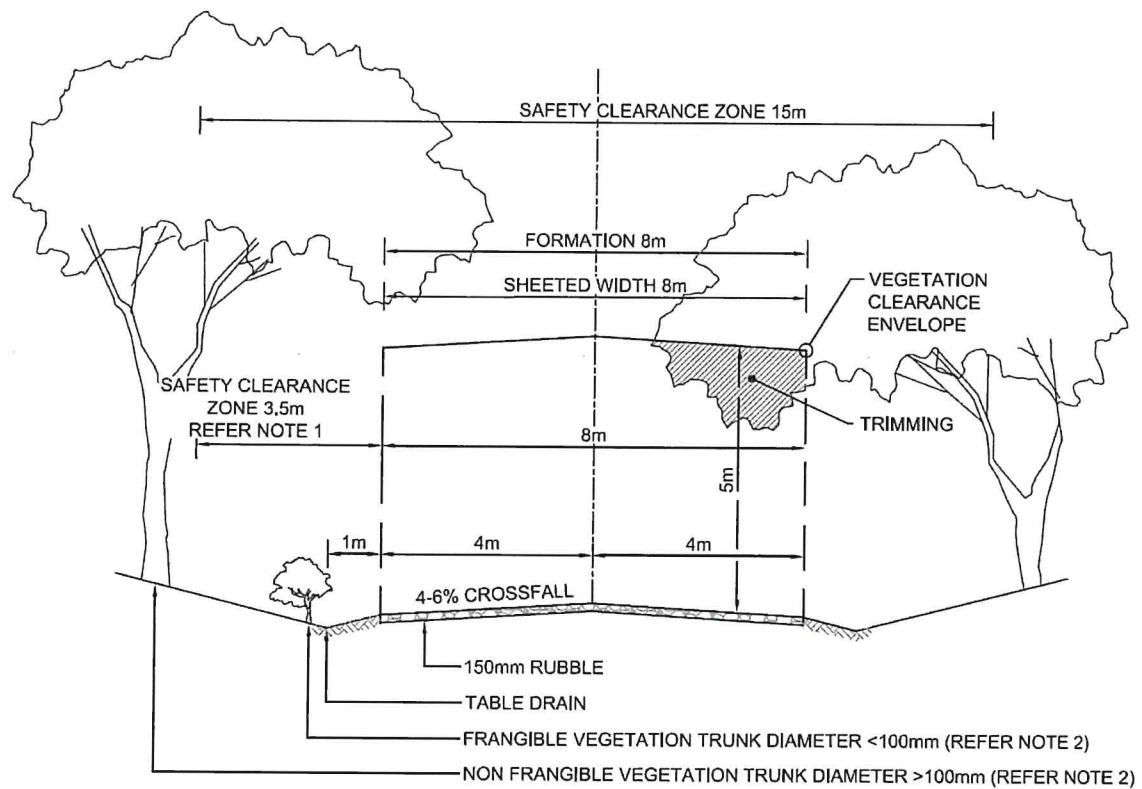 SAFETY CLEARANCE ZONE 15m
FORMATION 8m
SHEETED WIDTH 8m
VEGETATION
CLEARANCE
ENVELOPE
SAFETY CLEARANCE
ZONE 3.5m
REFER NOTE 1
TRIMMING
8m
5m
1m
4m
4m
4-6% CROSSFALL
150mm RUBBLE
TABLE DRAIN
FRANGIBLE VEGETATION TRUNK DIAMETER <100mm (REFER NOTE 2)
NON FRANGIBLE VEGETATION TRUNK DIAMETER >100mm (REFER NOTE 2)